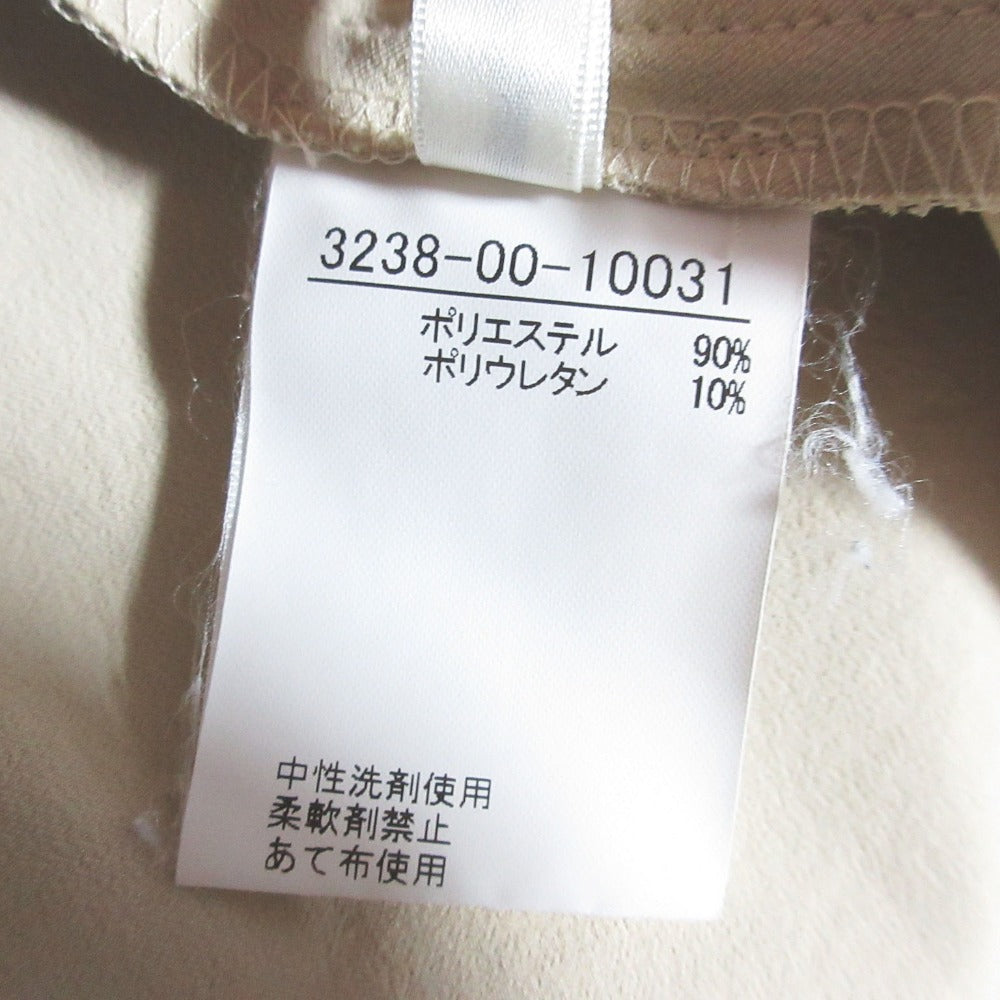 3238-00-10031
ポリエステル 90%
ポリウレタン 10%
中性洗剤使用
柔軟剤禁止
あて布使用